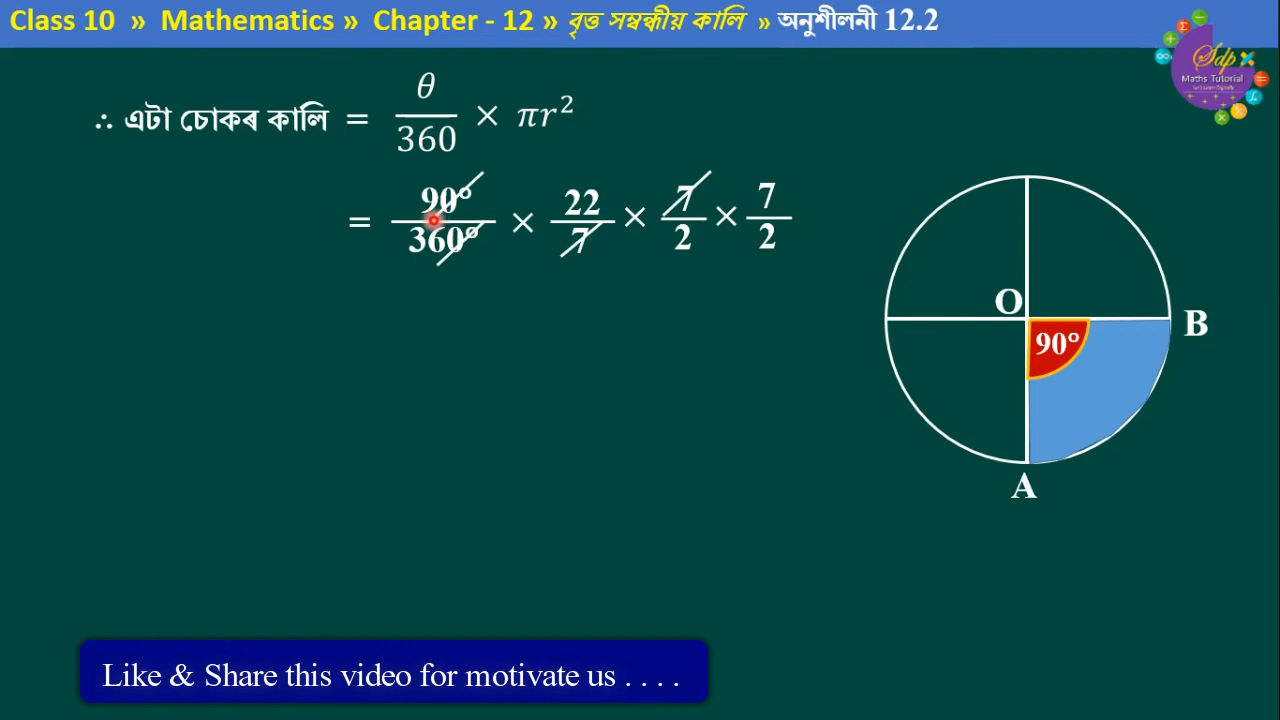 Class 10 » Mathematics » Chapter - 12 » বৃত্ত সম্বন্ধীয় কালি » অনুশীলনী 12.2
Sdp
Maths Tutorial
∴ এটা চোকৰ কালি = θ/360 × πr²
= 90°/360° × 22/7 × 7/2 × 7/2
O
B
90°
A
Like & Share this video for motivate us . . . .